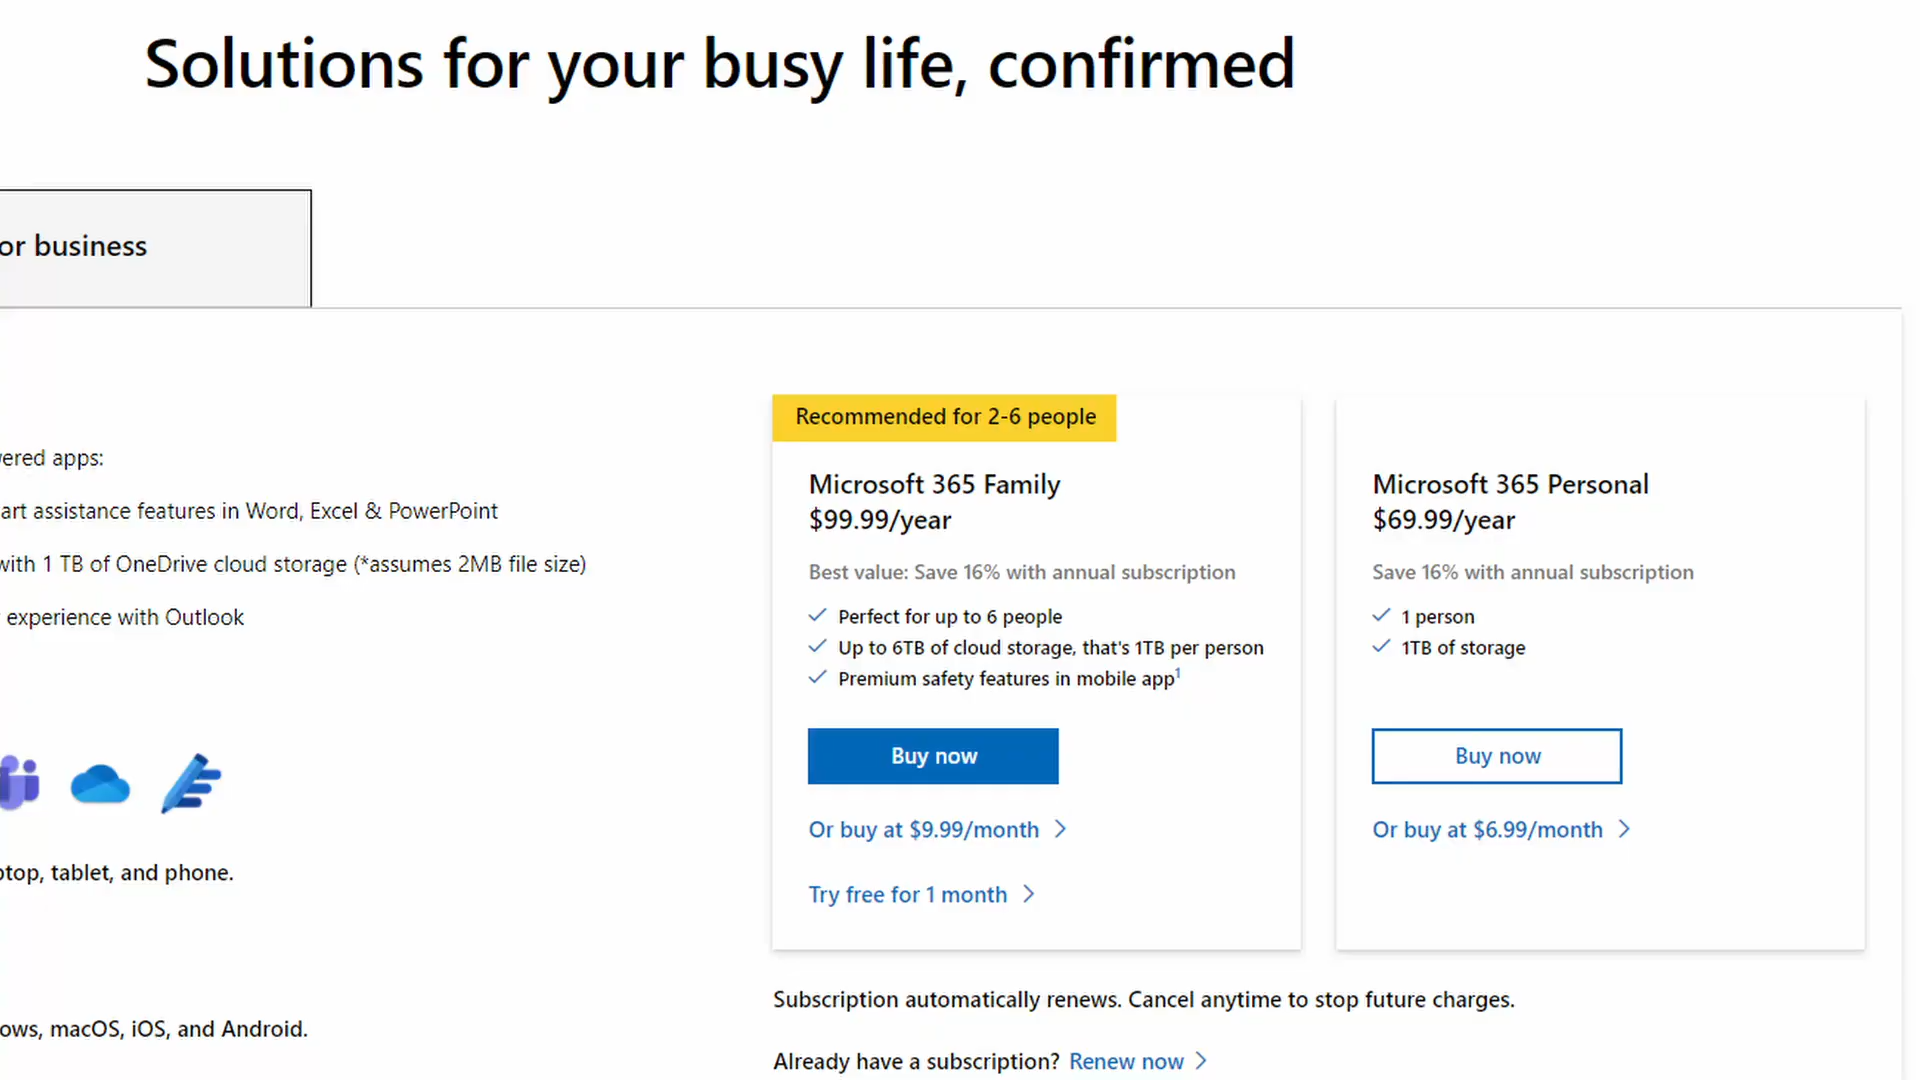 Solutions for your busy life, confirmed
or business
ered apps:
art assistance features in Word, Excel & PowerPoint
with 1 TB of OneDrive cloud storage (*assumes 2MB file size)
experience with Outlook
top, tablet, and phone.
ows, macOS, iOS, and Android.
Recommended for 2-6 people
Microsoft 365 Family
$99.99/year
Best value: Save 16% with annual subscription
Perfect for up to 6 people
Up to 6TB of cloud storage, that's 1TB per person
Premium safety features in mobile app¹
Buy now
Or buy at $9.99/month
Try free for 1 month
Microsoft 365 Personal
$69.99/year
Save 16% with annual subscription
1 person
1TB of storage
Buy now
Or buy at $6.99/month
Subscription automatically renews. Cancel anytime to stop future charges.
Already have a subscription? Renew now